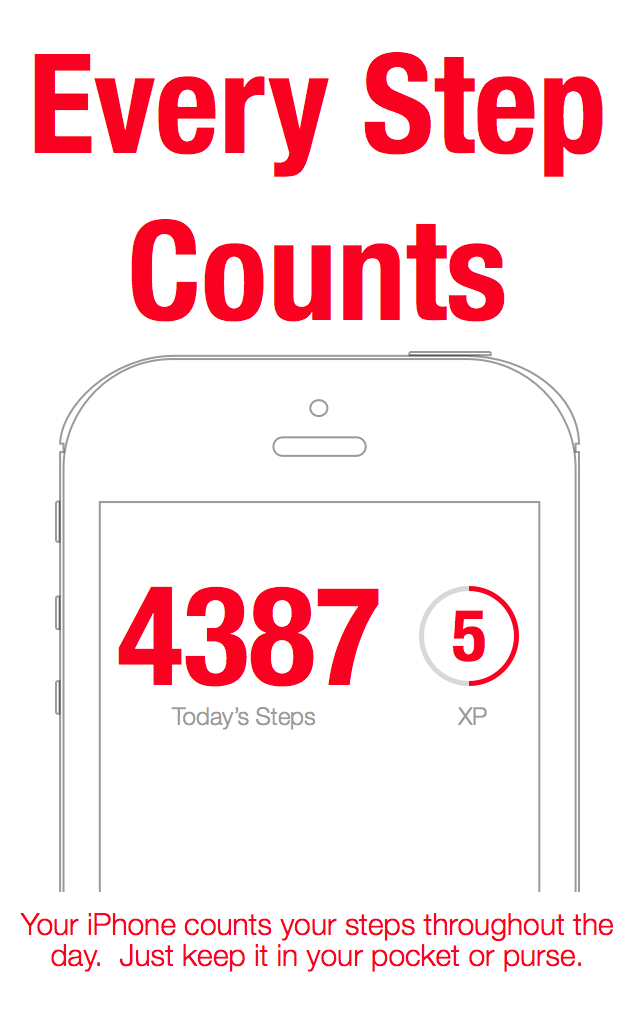 Every Step
Counts
4387
5
Today's Steps
XP
Your iPhone counts your steps throughout the
day.  Just keep it in your pocket or purse.